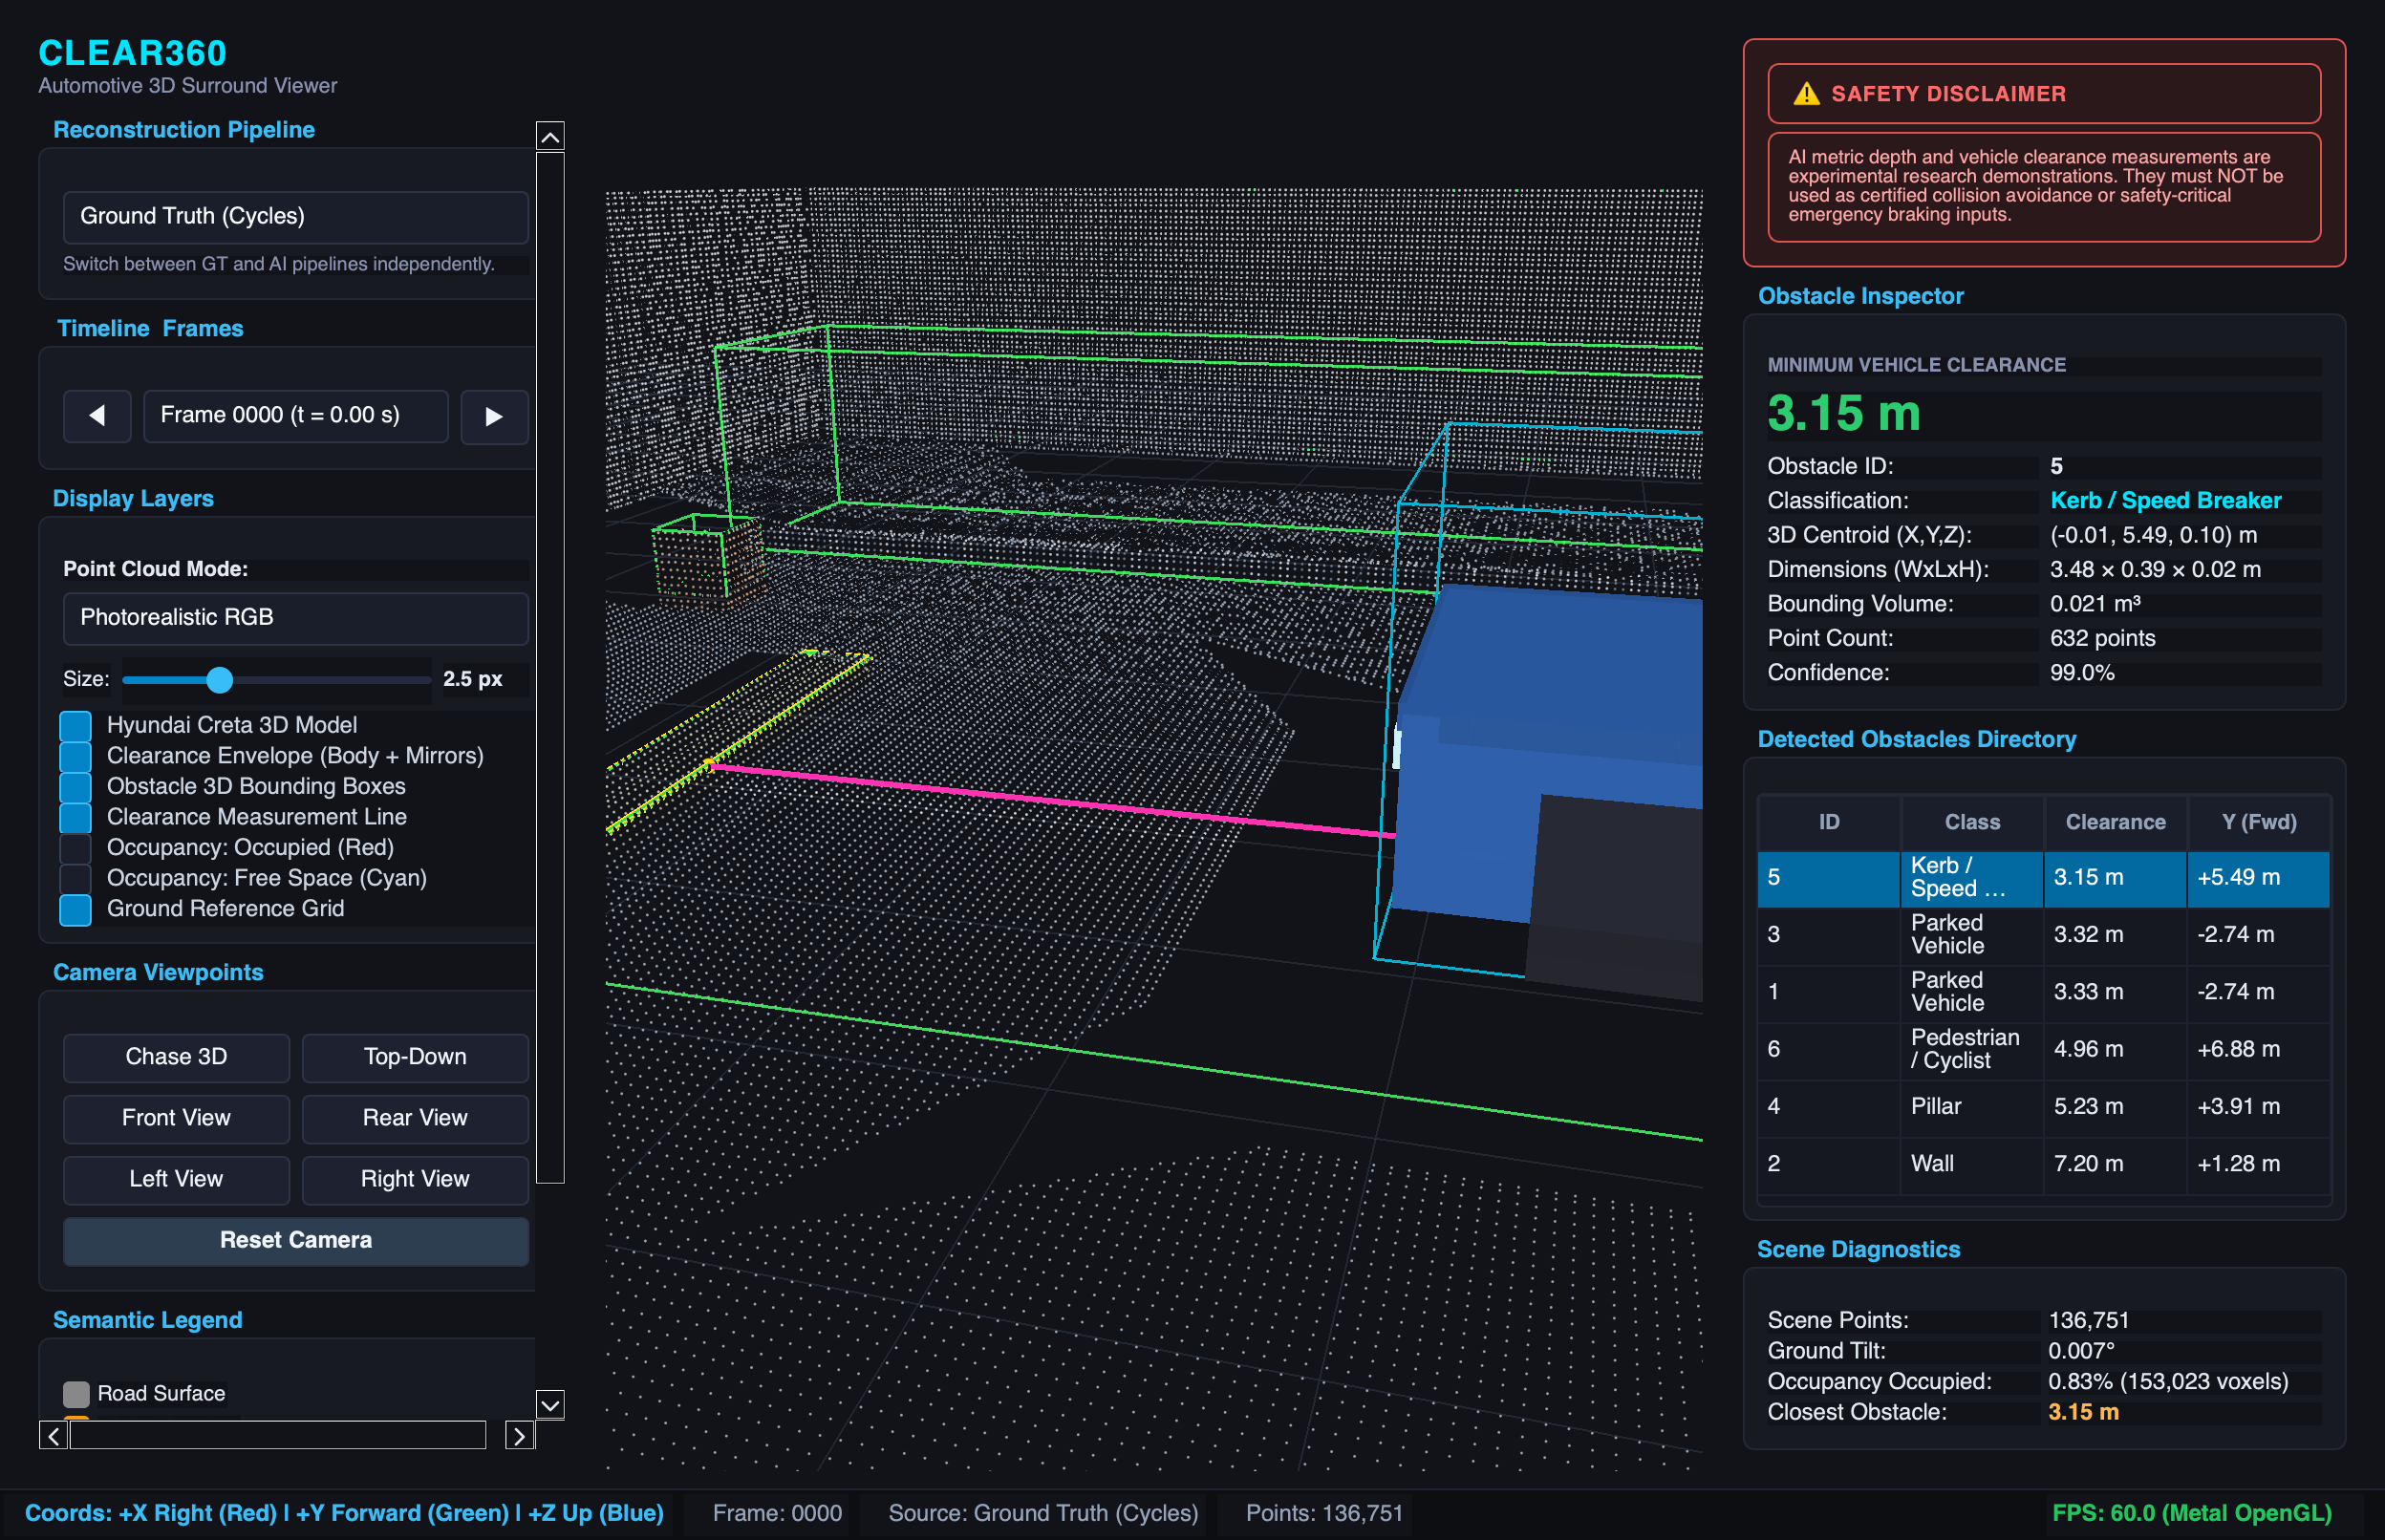 CLEAR360
Automotive 3D Surround Viewer
Reconstruction Pipeline
Ground Truth (Cycles)
Switch between GT and AI pipelines independently.
Timeline  Frames
Frame 0000 (t = 0.00 s)
Display Layers
Point Cloud Mode:
Photorealistic RGB
Size:
2.5 px
Hyundai Creta 3D Model
Clearance Envelope (Body + Mirrors)
Obstacle 3D Bounding Boxes
Clearance Measurement Line
Occupancy: Occupied (Red)
Occupancy: Free Space (Cyan)
Ground Reference Grid
Camera Viewpoints
Chase 3D
Top-Down
Front View
Rear View
Left View
Right View
Reset Camera
Semantic Legend
Road Surface
⚠ SAFETY DISCLAIMER
AI metric depth and vehicle clearance measurements are
experimental research demonstrations. They must NOT be
used as certified collision avoidance or safety-critical
emergency braking inputs.
Obstacle Inspector
MINIMUM VEHICLE CLEARANCE
3.15 m
Obstacle ID: 5
Classification: Kerb / Speed Breaker
3D Centroid (X,Y,Z): (-0.01, 5.49, 0.10) m
Dimensions (WxLxH): 3.48 × 0.39 × 0.02 m
Bounding Volume: 0.021 m³
Point Count: 632 points
Confidence: 99.0%
Detected Obstacles Directory
ID Class Clearance Y (Fwd)
5 Kerb / Speed … 3.15 m +5.49 m
3 Parked Vehicle 3.32 m -2.74 m
1 Parked Vehicle 3.33 m -2.74 m
6 Pedestrian / Cyclist 4.96 m +6.88 m
4 Pillar 5.23 m +3.91 m
2 Wall 7.20 m +1.28 m
Scene Diagnostics
Scene Points: 136,751
Ground Tilt: 0.007°
Occupancy Occupied: 0.83% (153,023 voxels)
Closest Obstacle: 3.15 m
Coords: +X Right (Red) | +Y Forward (Green) | +Z Up (Blue)
Frame: 0000
Source: Ground Truth (Cycles)
Points: 136,751
FPS: 60.0 (Metal OpenGL)